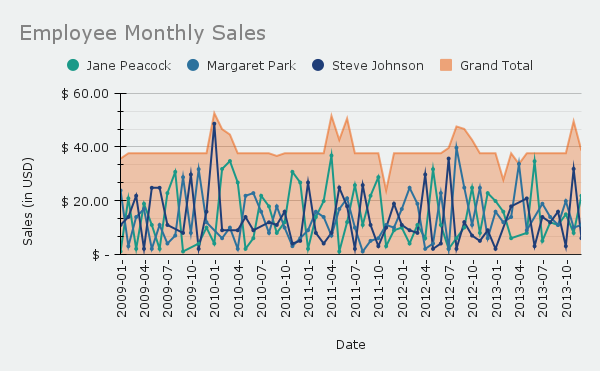 Employee Monthly Sales
Jane Peacock Margaret Park Steve Johnson Grand Total
$ 60.00
$ 40.00
$ 20.00
$ -
Sales (in USD)
2009-01 2009-04 2009-07 2009-10 2010-01 2010-04 2010-07 2010-10 2011-01 2011-04 2011-07 2011-10 2012-01 2012-04 2012-07 2012-10 2013-01 2013-04 2013-07 2013-10
Date